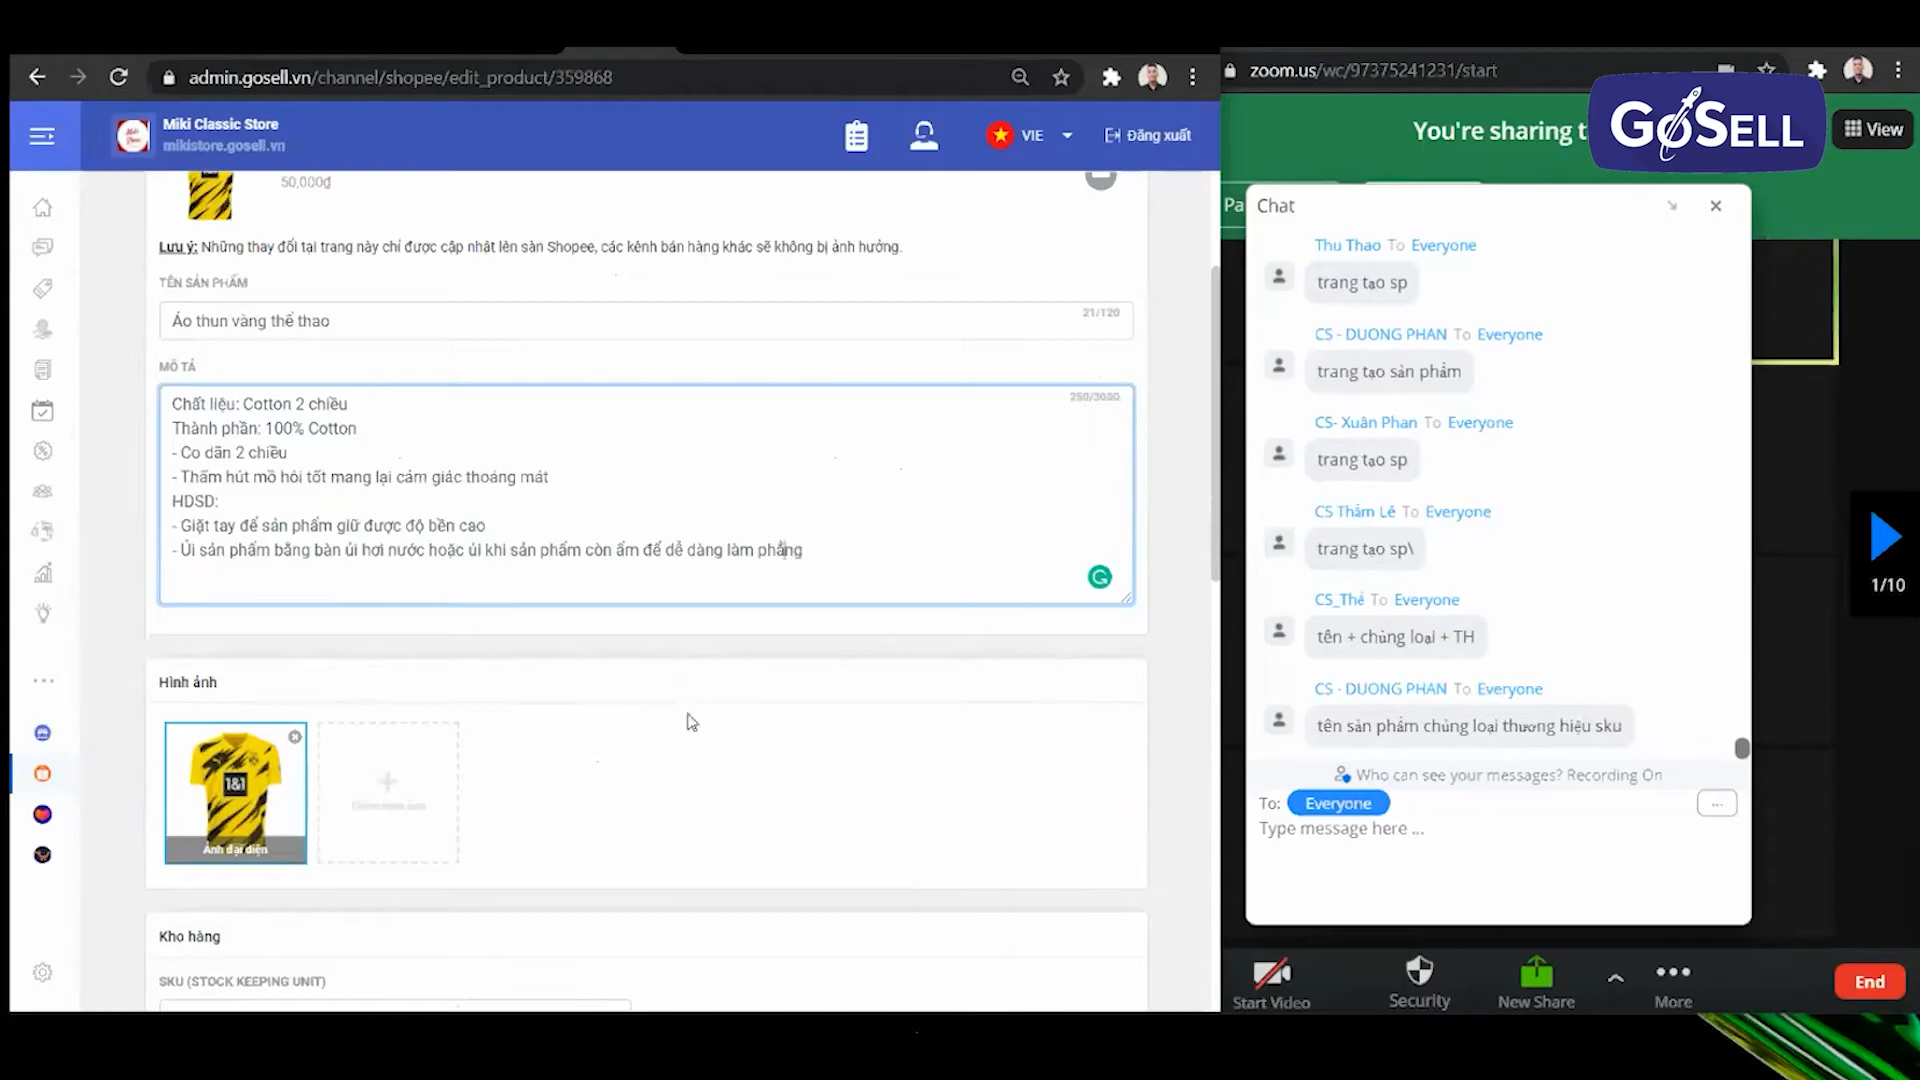 admin.gosell.vn/channel/shopee/edit_product/359868
Miki Classic Store
mikistore.gosell.vn
VIE
Đăng xuất
50,000₫
Lưu ý: Những thay đổi tại trang này chỉ được cập nhật lên sàn Shopee, các kênh bán hàng khác sẽ không bị ảnh hưởng.
TÊN SẢN PHẨM
Áo thun vàng thể thao
21/120
MÔ TẢ
Chất liệu: Cotton 2 chiều
250/3000
Thành phần: 100% Cotton
- Co dãn 2 chiều
- Thấm hút mồ hôi tốt mang lại cảm giác thoáng mát
HDSD:
- Giặt tay để sản phẩm giữ được độ bền cao
- Ủi sản phẩm bằng bàn ủi hơi nước hoặc ủi khi sản phẩm còn ẩm để dễ dàng làm phẳng
Hình ảnh
1&1
Ảnh đại diện
Kho hàng
SKU (STOCK KEEPING UNIT)
zoom.us/wc/97375241231/start
You're sharing t
GOSELL
View
Pa
Chat
Thu Thao To Everyone
trang tạo sp
CS - DUONG PHAN To Everyone
trang tạo sản phẩm
CS- Xuân Phan To Everyone
trang tạo sp
CS Thắm Lê To Everyone
trang tạo sp\
CS_Thể To Everyone
tên + chủng loại + TH
CS - DUONG PHAN To Everyone
tên sản phẩm chủng loại thương hiệu sku
Who can see your messages? Recording On
To: Everyone
...
Type message here ...
1/10
Start Video
Security
New Share
More
End